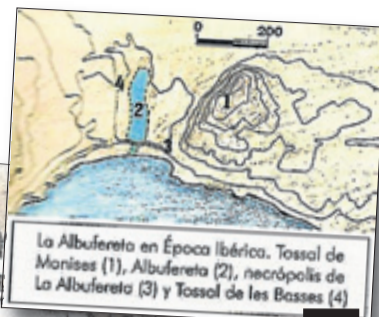 0 200
1
4
2
3
La Albufereta en Época Ibérica. Tossal de
Manises (1), Albufereta (2), necrópolis de
La Albufereta (3) y Tossal de les Basses (4)